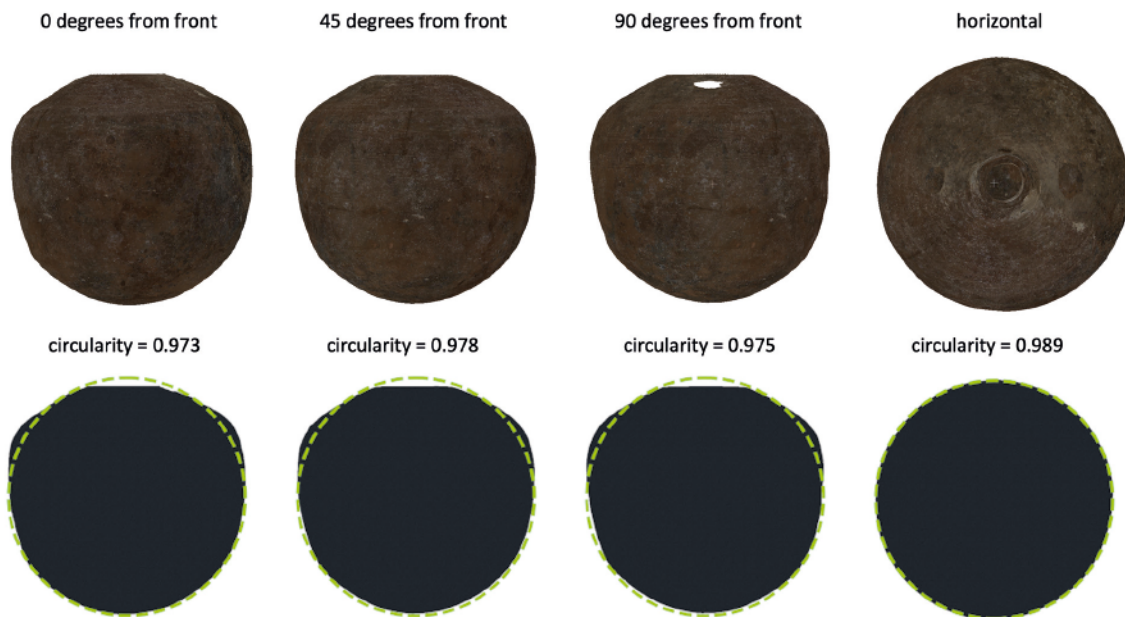 0 degrees from front
45 degrees from front
90 degrees from front
horizontal
circularity = 0.973
circularity = 0.978
circularity = 0.975
circularity = 0.989